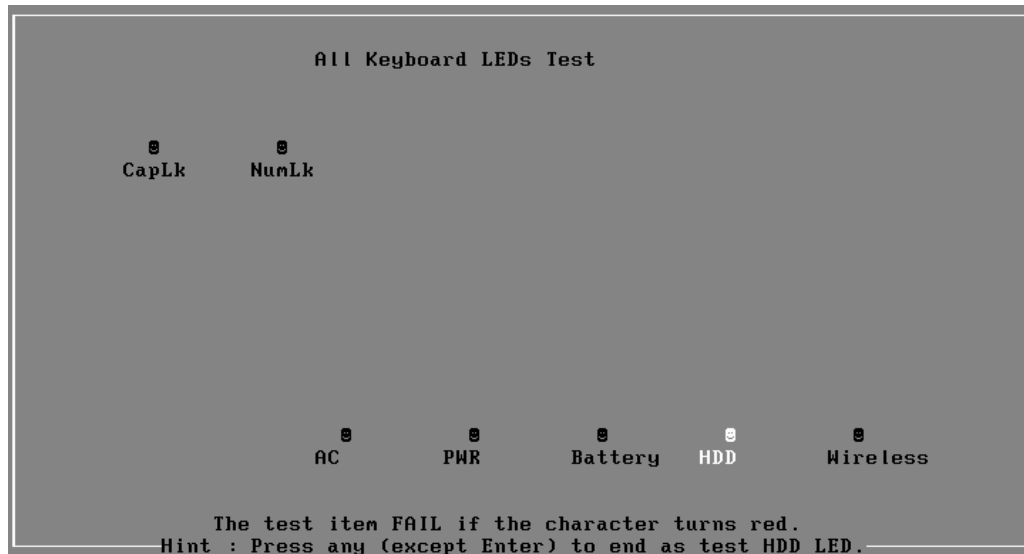 All Keyboard LEDs Test
CapLk NumLk
AC PWR Battery HDD Wireless
The test item FAIL if the character turns red.
Hint : Press any (except Enter) to end as test HDD LED.